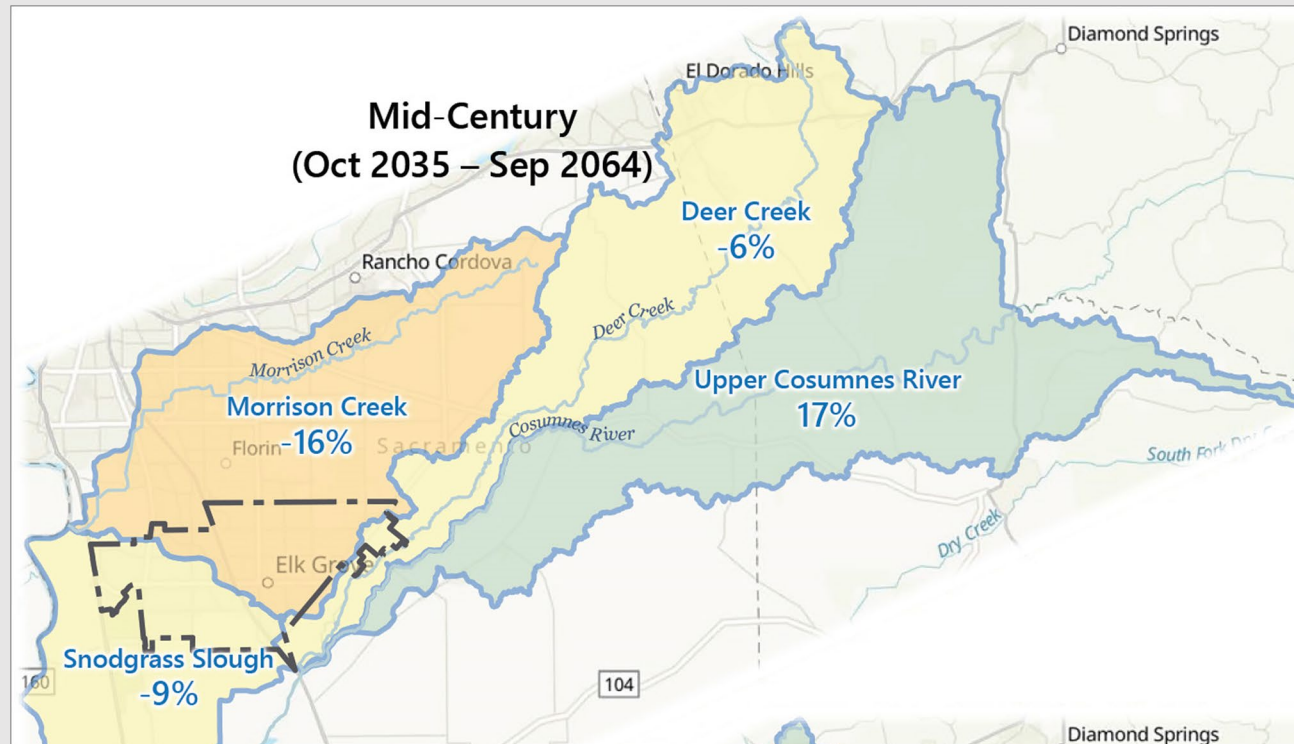 Diamond Springs
El Dorado Hills
Mid-Century
(Oct 2035 – Sep 2064)
Deer Creek
-6%
Rancho Cordova
Deer Creek
Morrison Creek
Upper Cosumnes River
17%
Morrison Creek
-16%
Cosumnes River
Florin
Sacramento
South Fork Dry
Dry Creek
Elk Grove
Snodgrass Slough
-9%
160
104
Diamond Springs